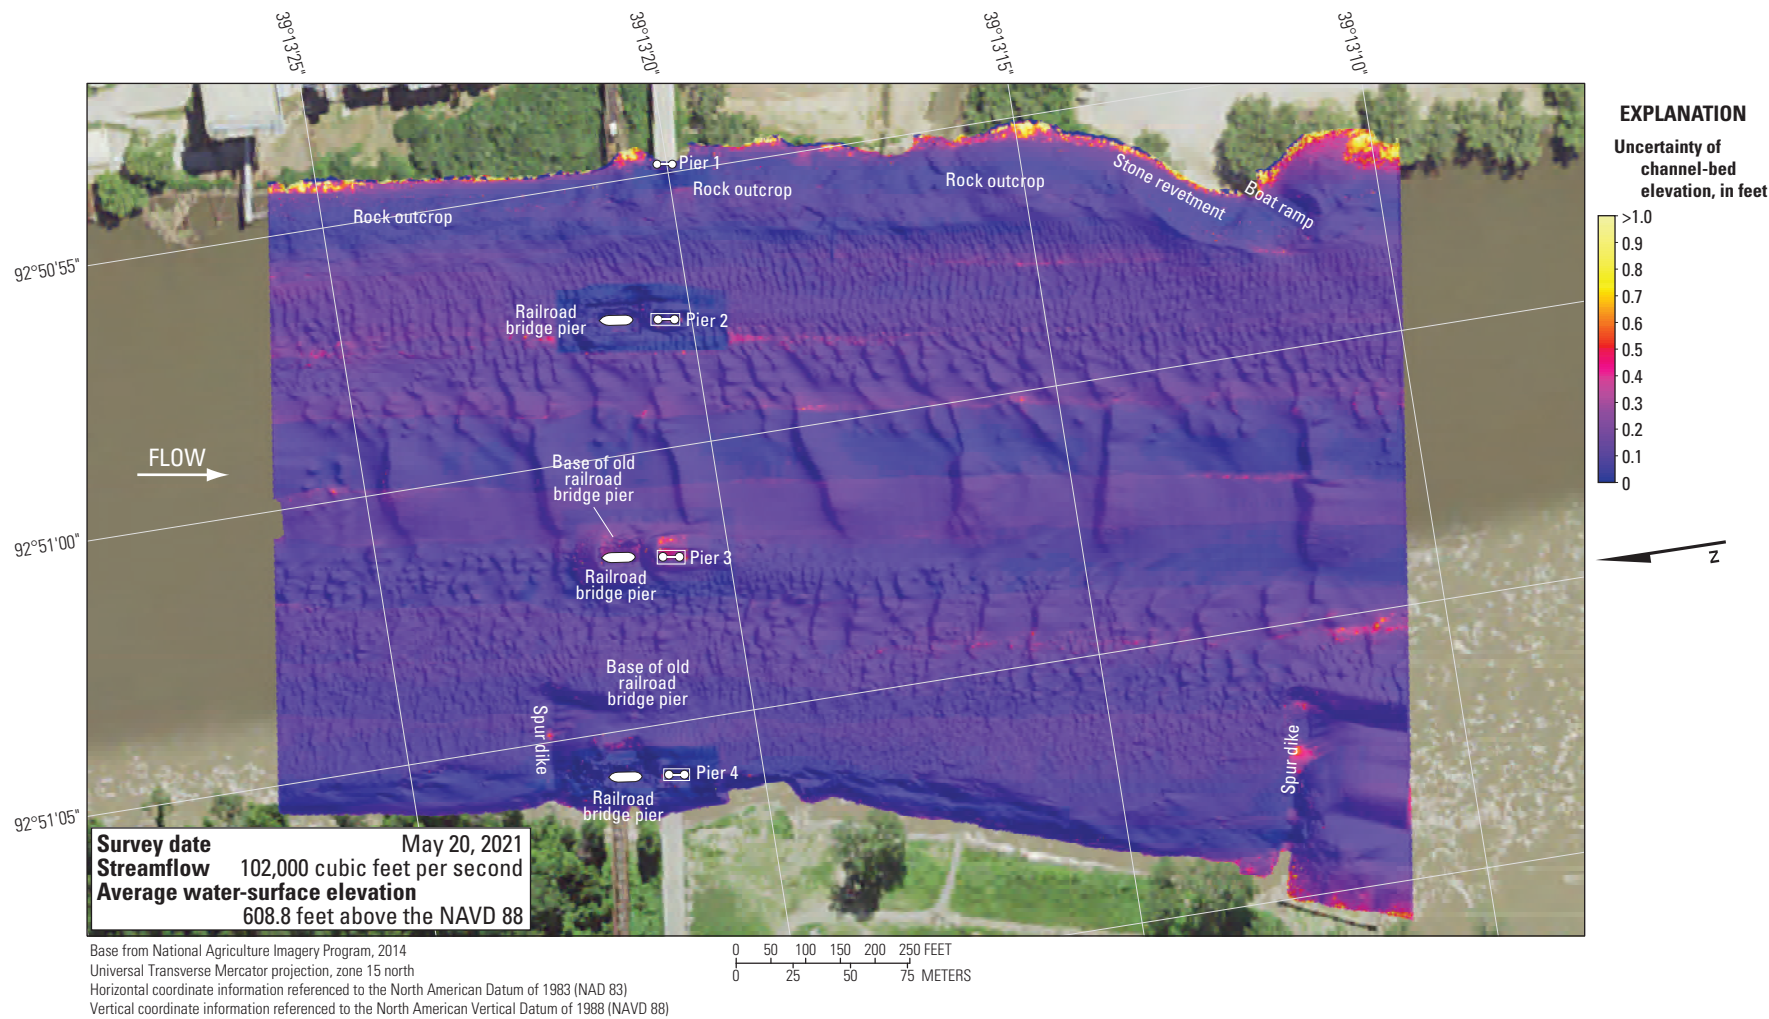 39°13'25"
39°13'20"
39°13'15"
39°13'10"
92°50'55"
92°51'00"
92°51'05"
Pier 1
Rock outcrop
Rock outcrop
Rock outcrop
Stone revetment
Boat ramp
Railroad
bridge pier
Pier 2
FLOW
Base of old
railroad
bridge pier
Pier 3
Railroad
bridge pier
Base of old
railroad
bridge pier
Spur dike
Pier 4
Railroad
bridge pier
Spur dike
EXPLANATION
Uncertainty of
channel-bed
elevation, in feet
>1.0
0.9
0.8
0.7
0.6
0.5
0.4
0.3
0.2
0.1
0
N
Survey date May 20, 2021
Streamflow 102,000 cubic feet per second
Average water-surface elevation
608.8 feet above the NAVD 88
Base from National Agriculture Imagery Program, 2014
Universal Transverse Mercator projection, zone 15 north
Horizontal coordinate information referenced to the North American Datum of 1983 (NAD 83)
Vertical coordinate information referenced to the North American Vertical Datum of 1988 (NAVD 88)
0 50 100 150 200 250 FEET
0 25 50 75 METERS